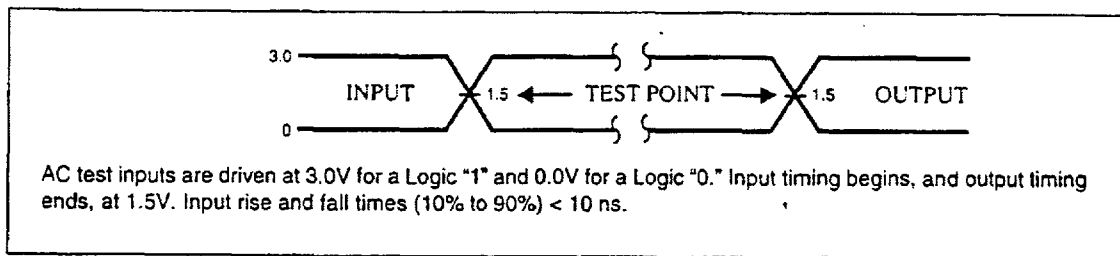 3.0
INPUT 1.5 TEST POINT 1.5 OUTPUT
0
AC test inputs are driven at 3.0V for a Logic "1" and 0.0V for a Logic "0." Input timing begins, and output timing
ends, at 1.5V. Input rise and fall times (10% to 90%) < 10 ns.